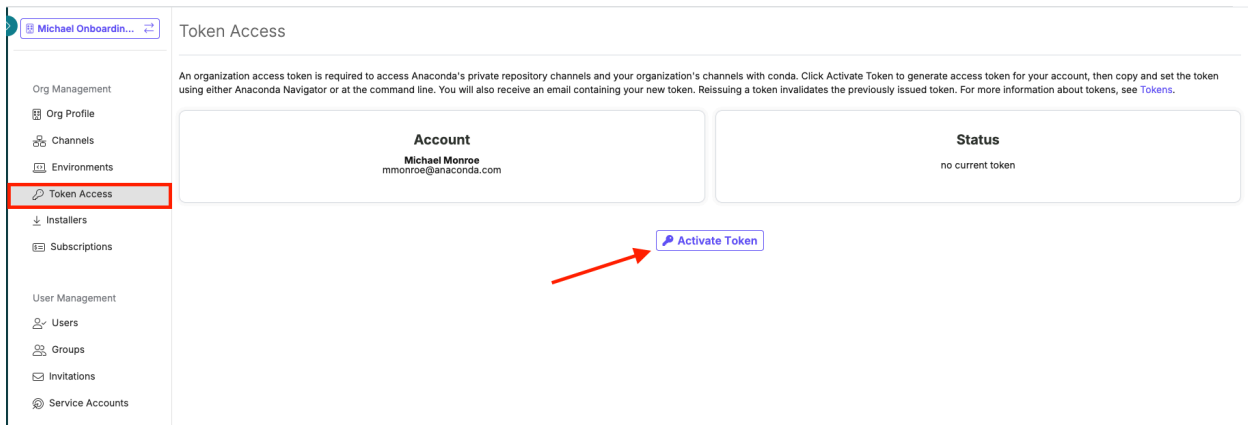 Michael Onboardin...
Token Access
An organization access token is required to access Anaconda's private repository channels and your organization's channels with conda. Click Activate Token to generate access token for your account, then copy and set the token
using either Anaconda Navigator or at the command line. You will also receive an email containing your new token. Reissuing a token invalidates the previously issued token. For more information about tokens, see Tokens.
Org Management
Org Profile
Channels
Environments
Token Access
Installers
Subscriptions
User Management
Users
Groups
Invitations
Service Accounts
Account
Michael Monroe
mmonroe@anaconda.com
Status
no current token
Activate Token